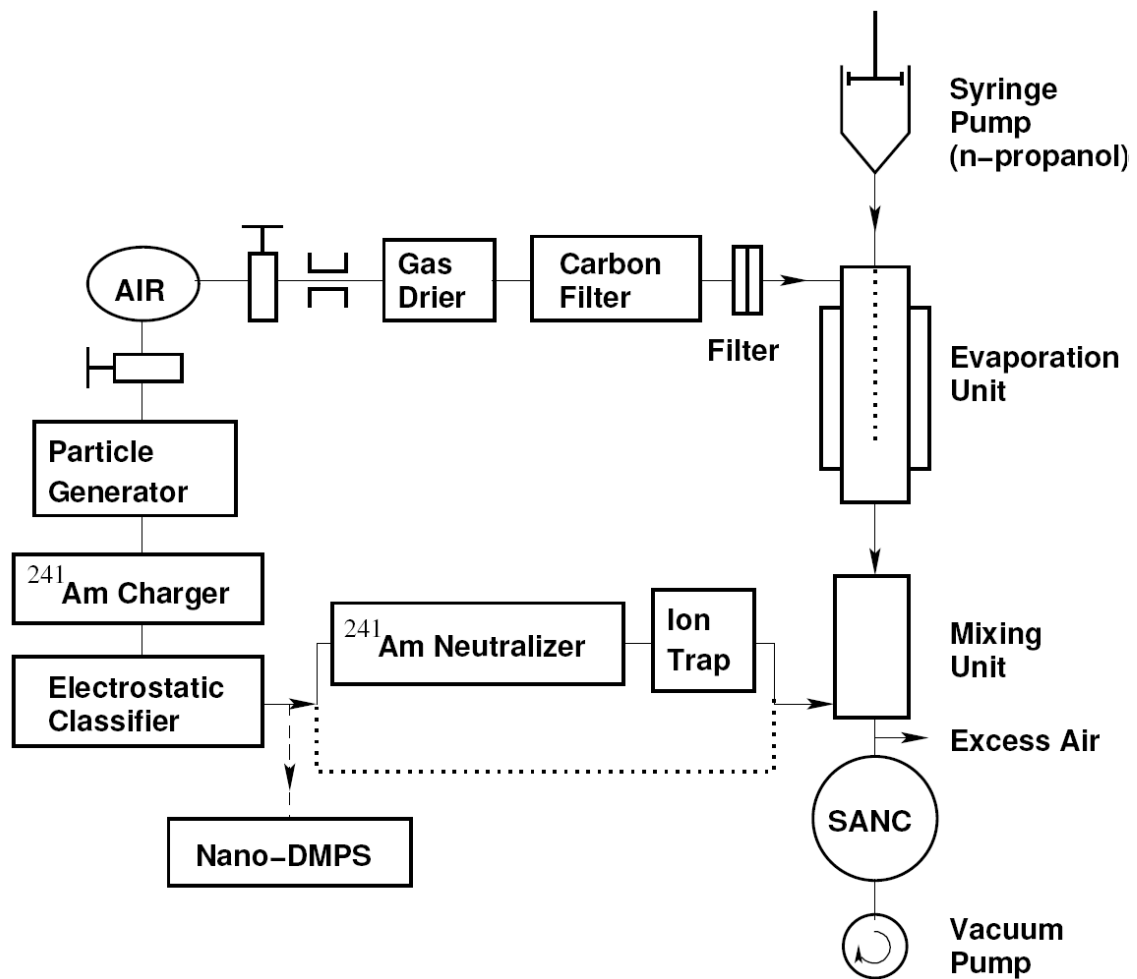 Syringe
Pump
(n−propanol)
AIR
Gas
Drier
Carbon
Filter
Filter
Evaporation
Unit
Particle
Generator
241Am Charger
Electrostatic
Classifier
241Am Neutralizer
Ion
Trap
Mixing
Unit
Excess Air
SANC
Nano−DMPS
Vacuum
Pump